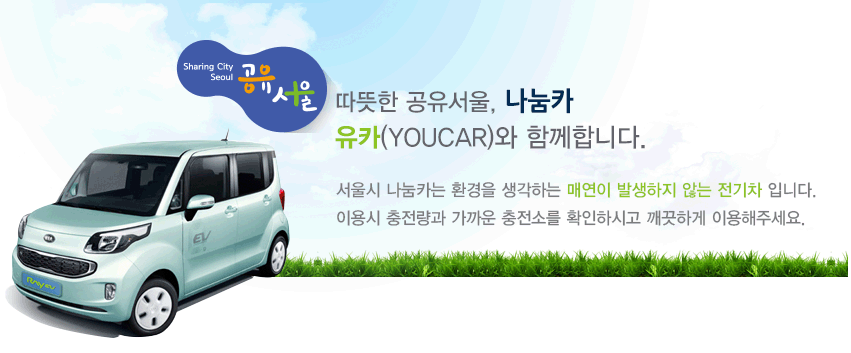 Sharing City
Seoul
공유
서울
따뜻한 공유서울, 나눔카
유카(YOUCAR)와 함께합니다.
서울시 나눔카는 환경을 생각하는 매연이 발생하지 않는 전기차 입니다.
이용시 충전량과 가까운 충전소를 확인하시고 깨끗하게 이용해주세요.
EV
Ray EV